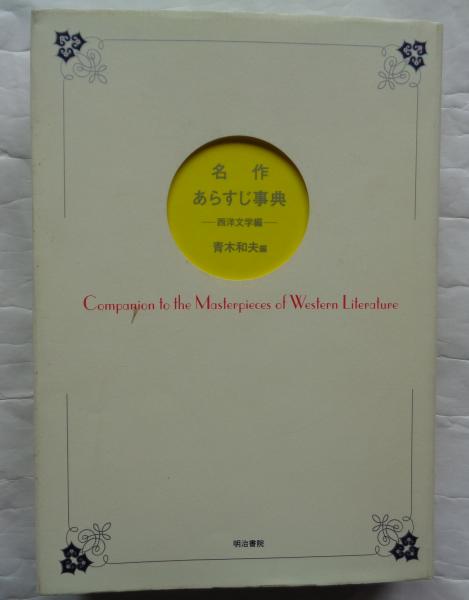 名作
あらすじ事典
―西洋文学編―
青木和夫編
Companion to the Masterpieces of Western Literature
明治書院